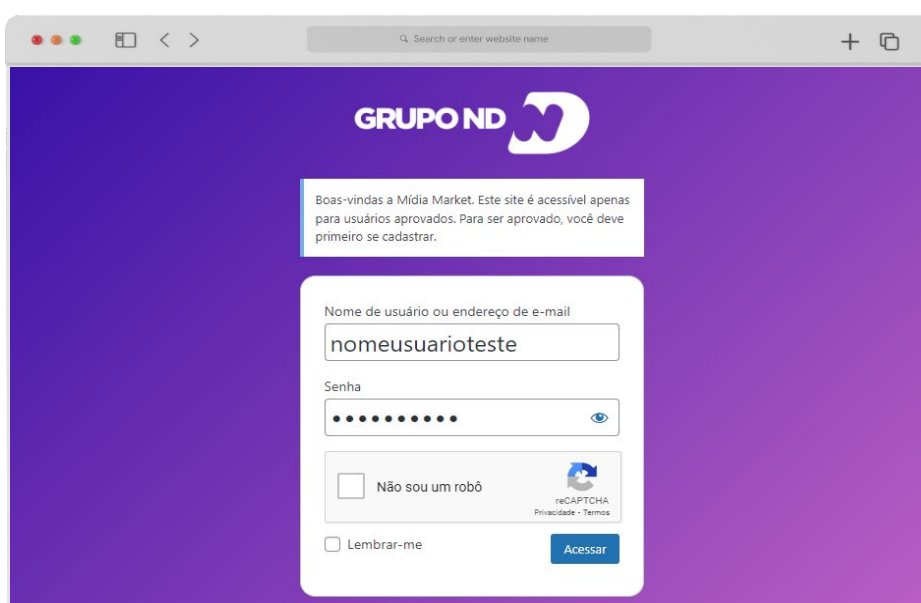 Search or enter website name
GRUPO ND
Boas-vindas a Mídia Market. Este site é acessível apenas
para usuários aprovados. Para ser aprovado, você deve
primeiro se cadastrar.
Nome de usuário ou endereço de e-mail
nomeusuarioteste
Senha
••••••••••
Não sou um robô
reCAPTCHA
Privacidade - Termos
Lembrar-me
Acessar